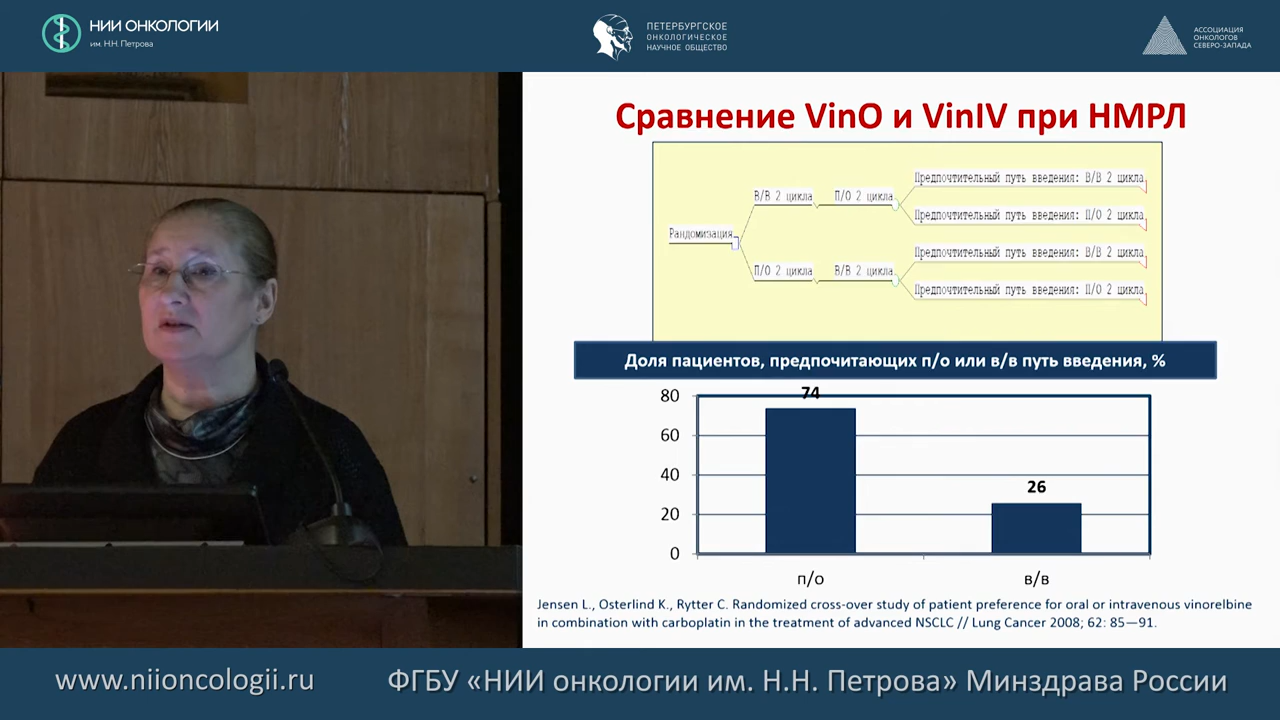 НИИ ОНКОЛОГИИ
им. Н.Н. Петрова
ПЕТЕРБУРГСКОЕ
ОНКОЛОГИЧЕСКОЕ
НАУЧНОЕ ОБЩЕСТВО
АССОЦИАЦИЯ
ОНКОЛОГОВ
СЕВЕРО-ЗАПАДА
Сравнение VinO и VinIV при НМРЛ
Рандомизация
В/В 2 цикла
П/О 2 цикла
Предпочтительный путь введения: В/В 2 цикла
Предпочтительный путь введения: П/О 2 цикла
П/О 2 цикла
В/В 2 цикла
Предпочтительный путь введения: В/В 2 цикла
Предпочтительный путь введения: П/О 2 цикла
Доля пациентов, предпочитающих п/о или в/в путь введения, %
80
60
40
20
0
74
26
п/о
в/в
Jensen L., Osterlind K., Rytter C. Randomized cross-over study of patient preference for oral or intravenous vinorelbine
in combination with carboplatin in the treatment of advanced NSCLC // Lung Cancer 2008; 62: 85—91.
www.niioncologii.ru
ФГБУ «НИИ онкологии им. Н.Н. Петрова» Минздрава России